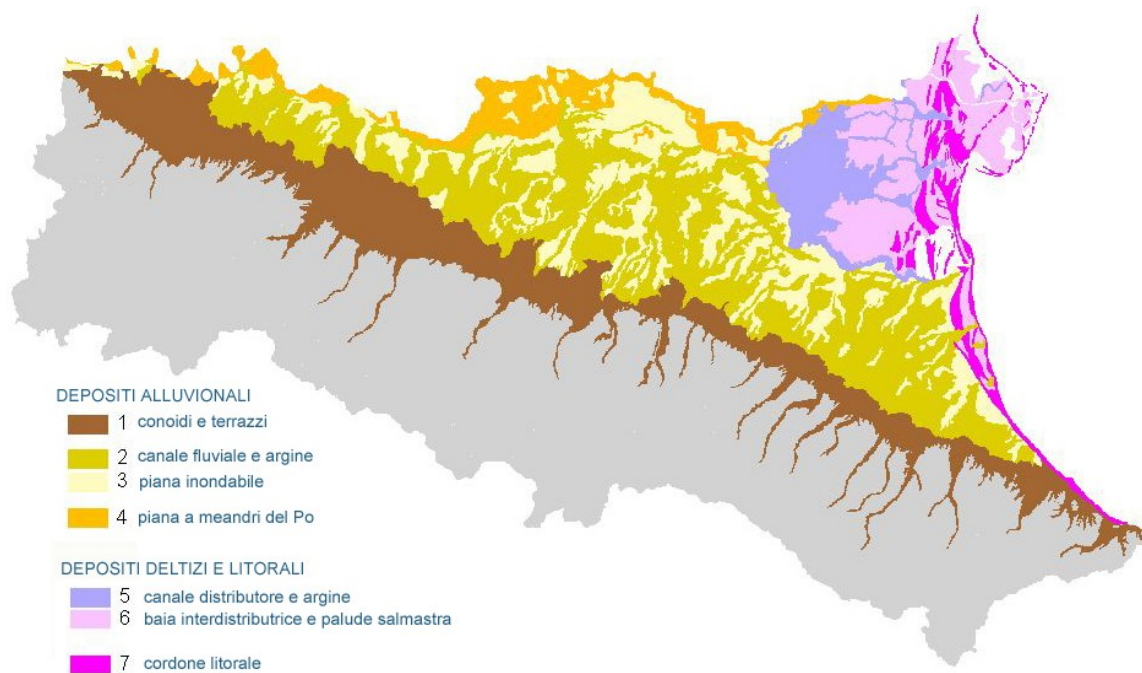 DEPOSITI ALLUVIONALI
1 conoidi e terrazzi
2 canale fluviale e argine
3 piana inondabile
4 piana a meandri del Po
DEPOSITI DELTIZI E LITORALI
5 canale distributore e argine
6 baia interdistributrice e palude salmastra
7 cordone litorale